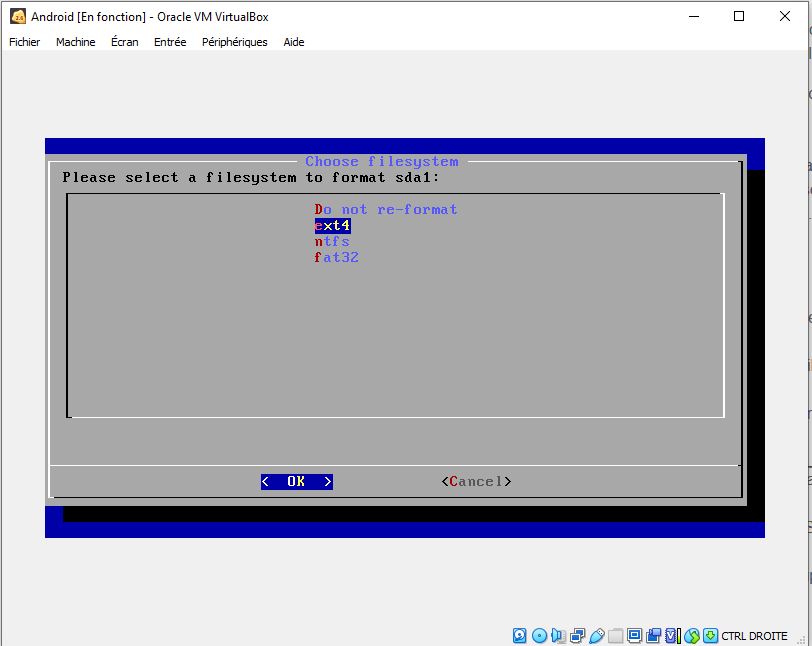 Android [En fonction] - Oracle VM VirtualBox
Fichier Machine Écran Entrée Périphériques Aide
Choose filesystem
Please select a filesystem to format sda1:
Do not re-format
ext4
ntfs
fat32
< OK > <Cancel>
CTRL DROITE